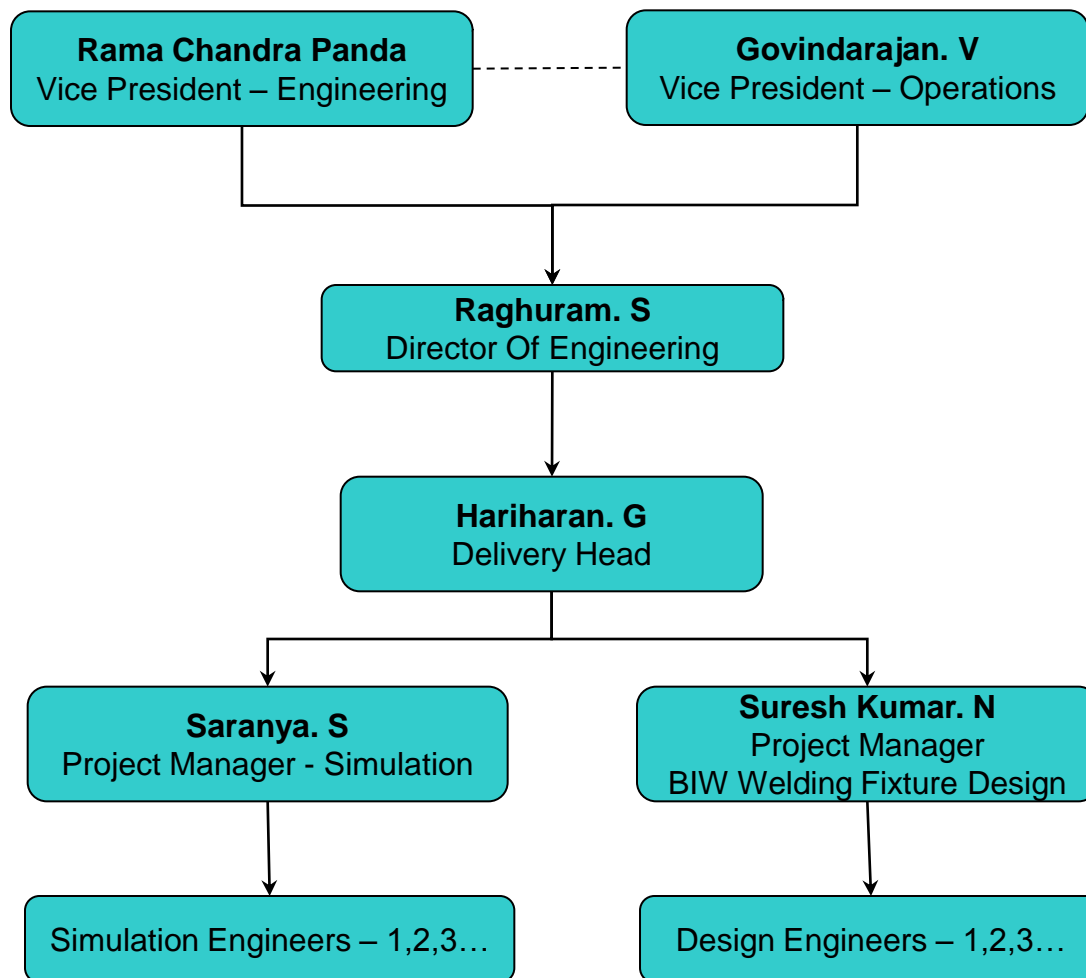 Rama Chandra Panda
Vice President – Engineering
Govindarajan. V
Vice President – Operations
Raghuram. S
Director Of Engineering
Hariharan. G
Delivery Head
Saranya. S
Project Manager - Simulation
Suresh Kumar. N
Project Manager
BIW Welding Fixture Design
Simulation Engineers – 1,2,3…
Design Engineers – 1,2,3…